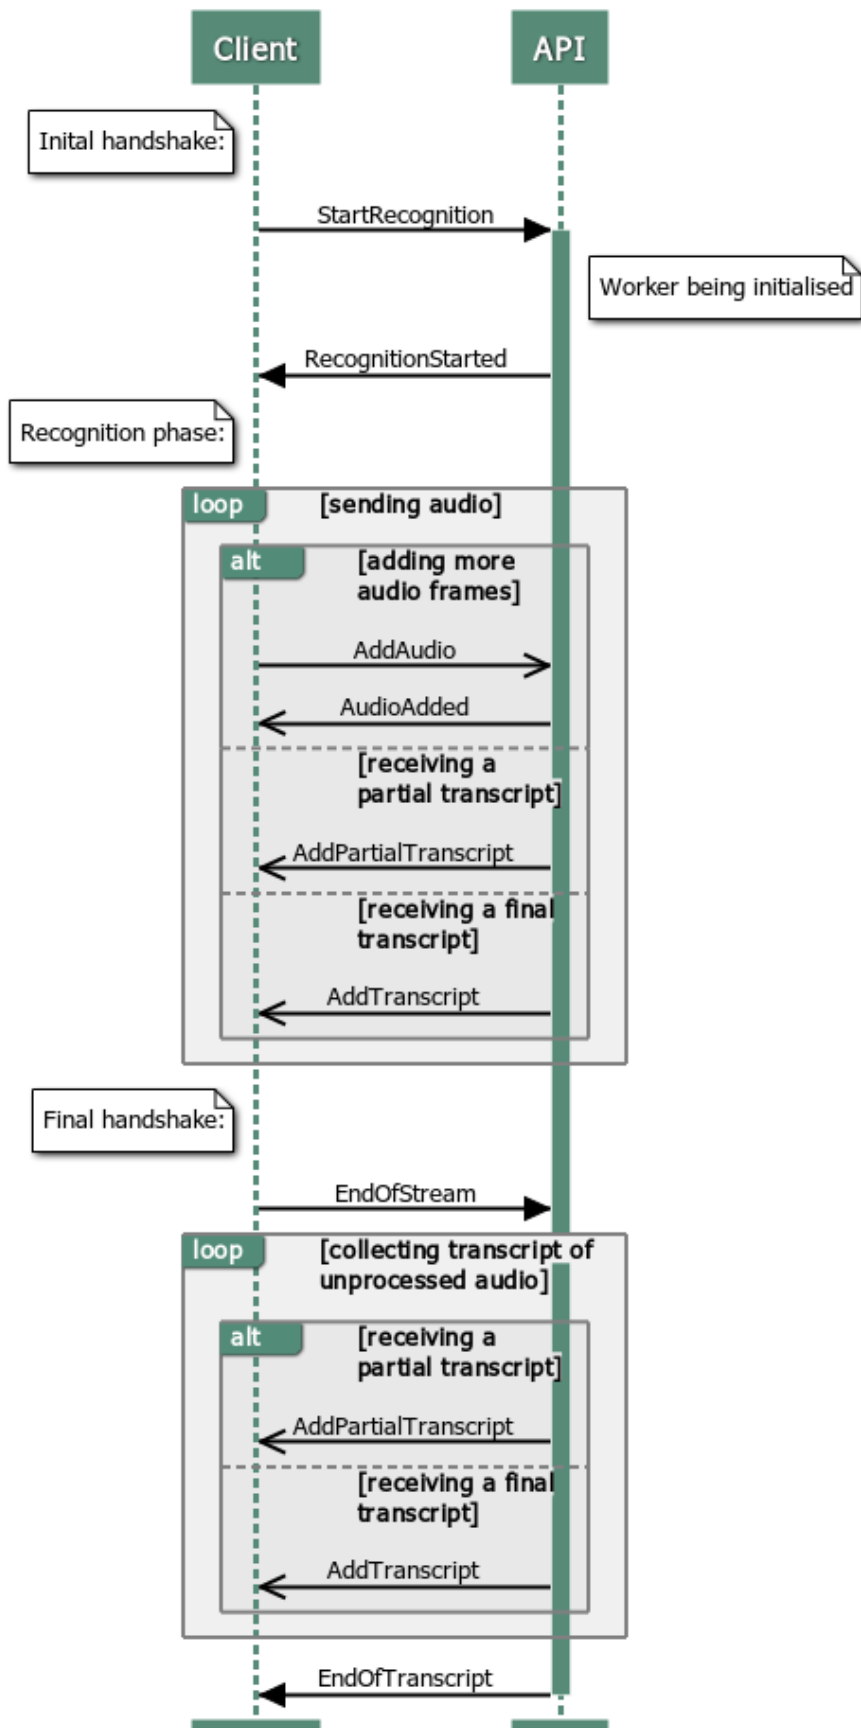 Client
API
Inital handshake:
StartRecognition
Worker being initialised
RecognitionStarted
Recognition phase:
loop
[sending audio]
alt
[adding more
audio frames]
AddAudio
AudioAdded
[receiving a
partial transcript]
AddPartialTranscript
[receiving a final
transcript]
AddTranscript
Final handshake:
EndOfStream
loop
[collecting transcript of
unprocessed audio]
alt
[receiving a
partial transcript]
AddPartialTranscript
[receiving a final
transcript]
AddTranscript
EndOfTranscript